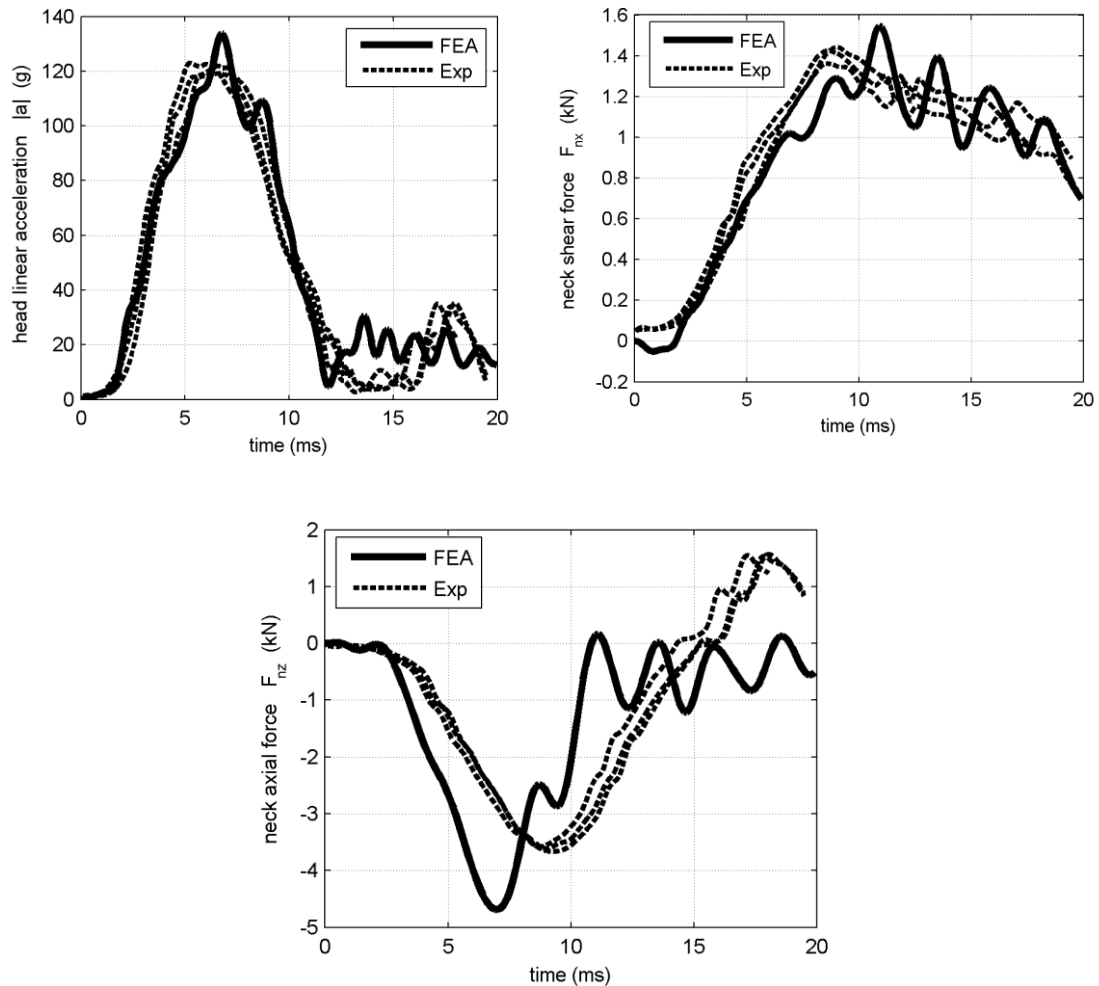 140
120
100
80
60
40
20
0
head linear acceleration |a| (g)
FEA
Exp
0 5 10 15 20
time (ms)
1.6
1.4
1.2
1
0.8
0.6
1.4
0.2
0
-0.2
neck shear force F_nx (kN)
FEA
Exp
0 5 10 15 20
time (ms)
2
1
0
-1
-2
-3
-4
-5
neck axial force F_nz (kN)
FEA
Exp
0 5 10 15 20
time (ms)